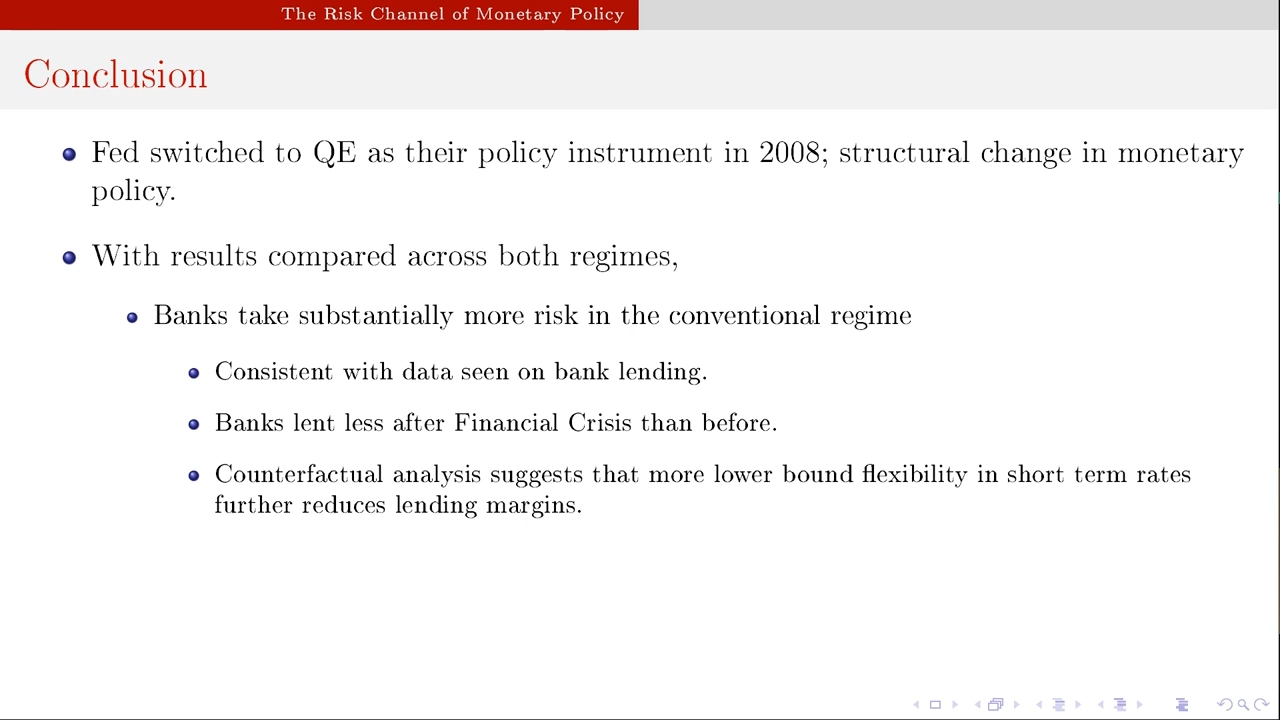 The Risk Channel of Monetary Policy
Conclusion
Fed switched to QE as their policy instrument in 2008; structural change in monetary
policy.
With results compared across both regimes,
Banks take substantially more risk in the conventional regime
Consistent with data seen on bank lending.
Banks lent less after Financial Crisis than before.
Counterfactual analysis suggests that more lower bound flexibility in short term rates
further reduces lending margins.